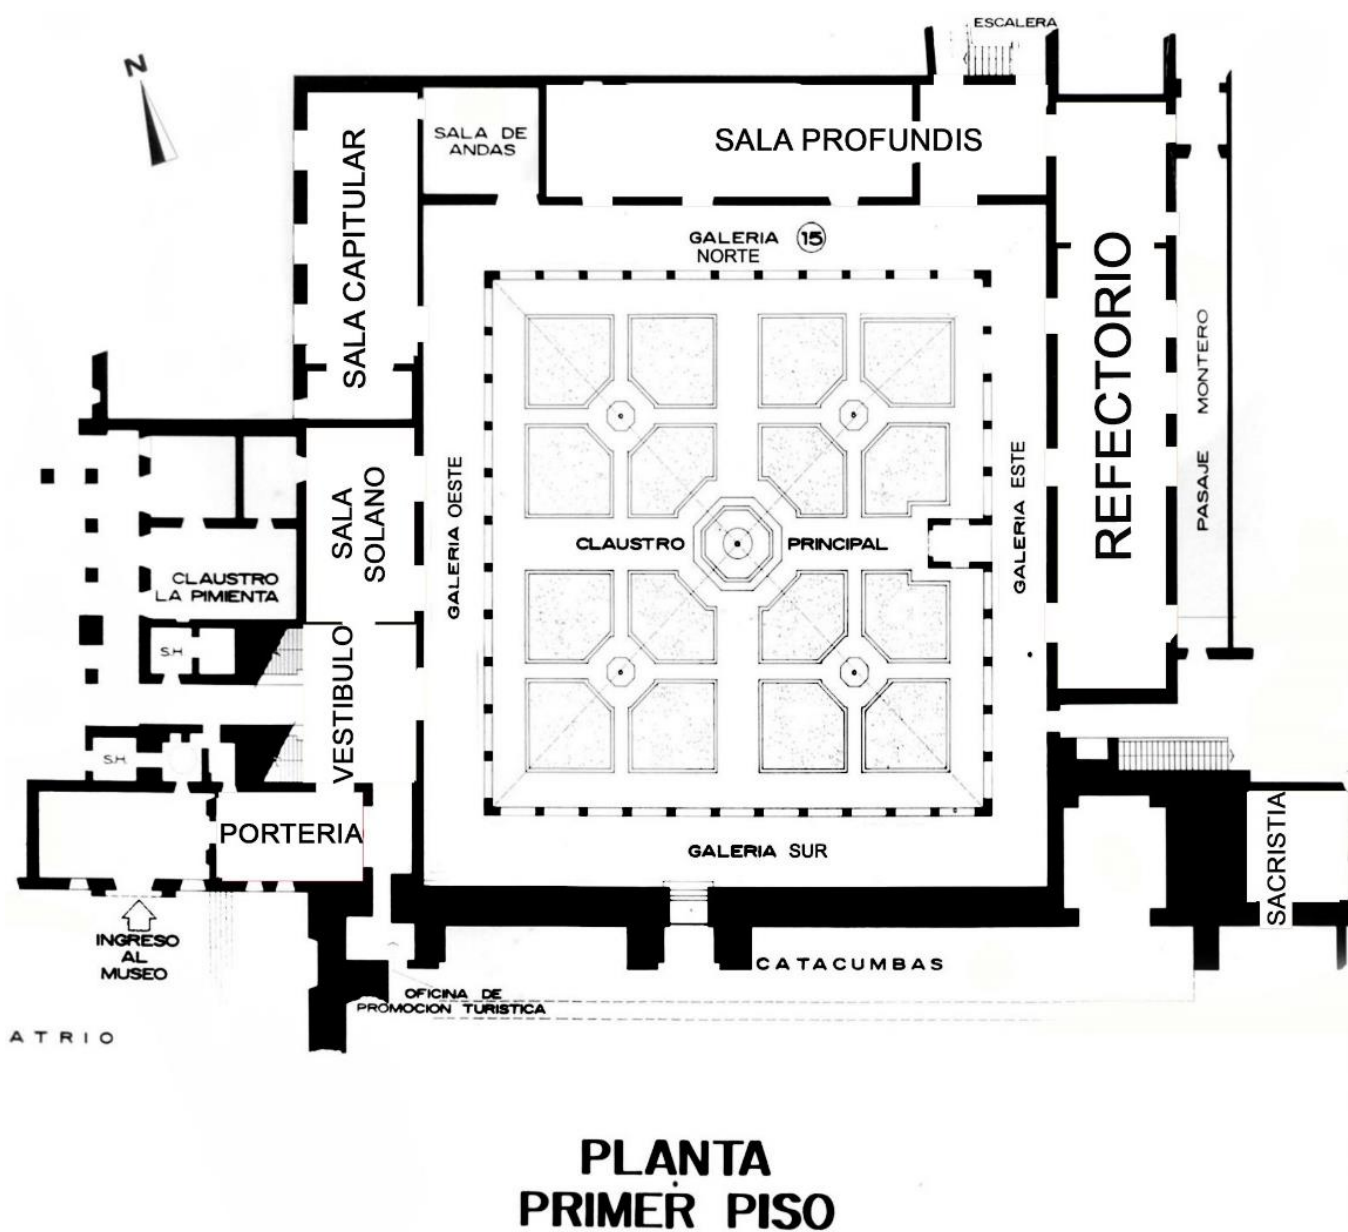 ESCALERA
N
SALA DE
ANDAS
SALA PROFUNDIS
SALA CAPITULAR
GALERIA 15
NORTE
REFECTORIO
PASAJE MONTERO
GALERIA OESTE
GALERIA ESTE
SALA
SOLANO
CLAUSTRO PRINCIPAL
CLAUSTRO
LA PIMIENTA
S.H.
VESTIBULO
S.H.
PORTERIA
GALERIA SUR
SACRISTIA
INGRESO
AL
MUSEO
CATACUMBAS
OFICINA DE
PROMOCION TURISTICA
ATRIO
PLANTA
PRIMER PISO